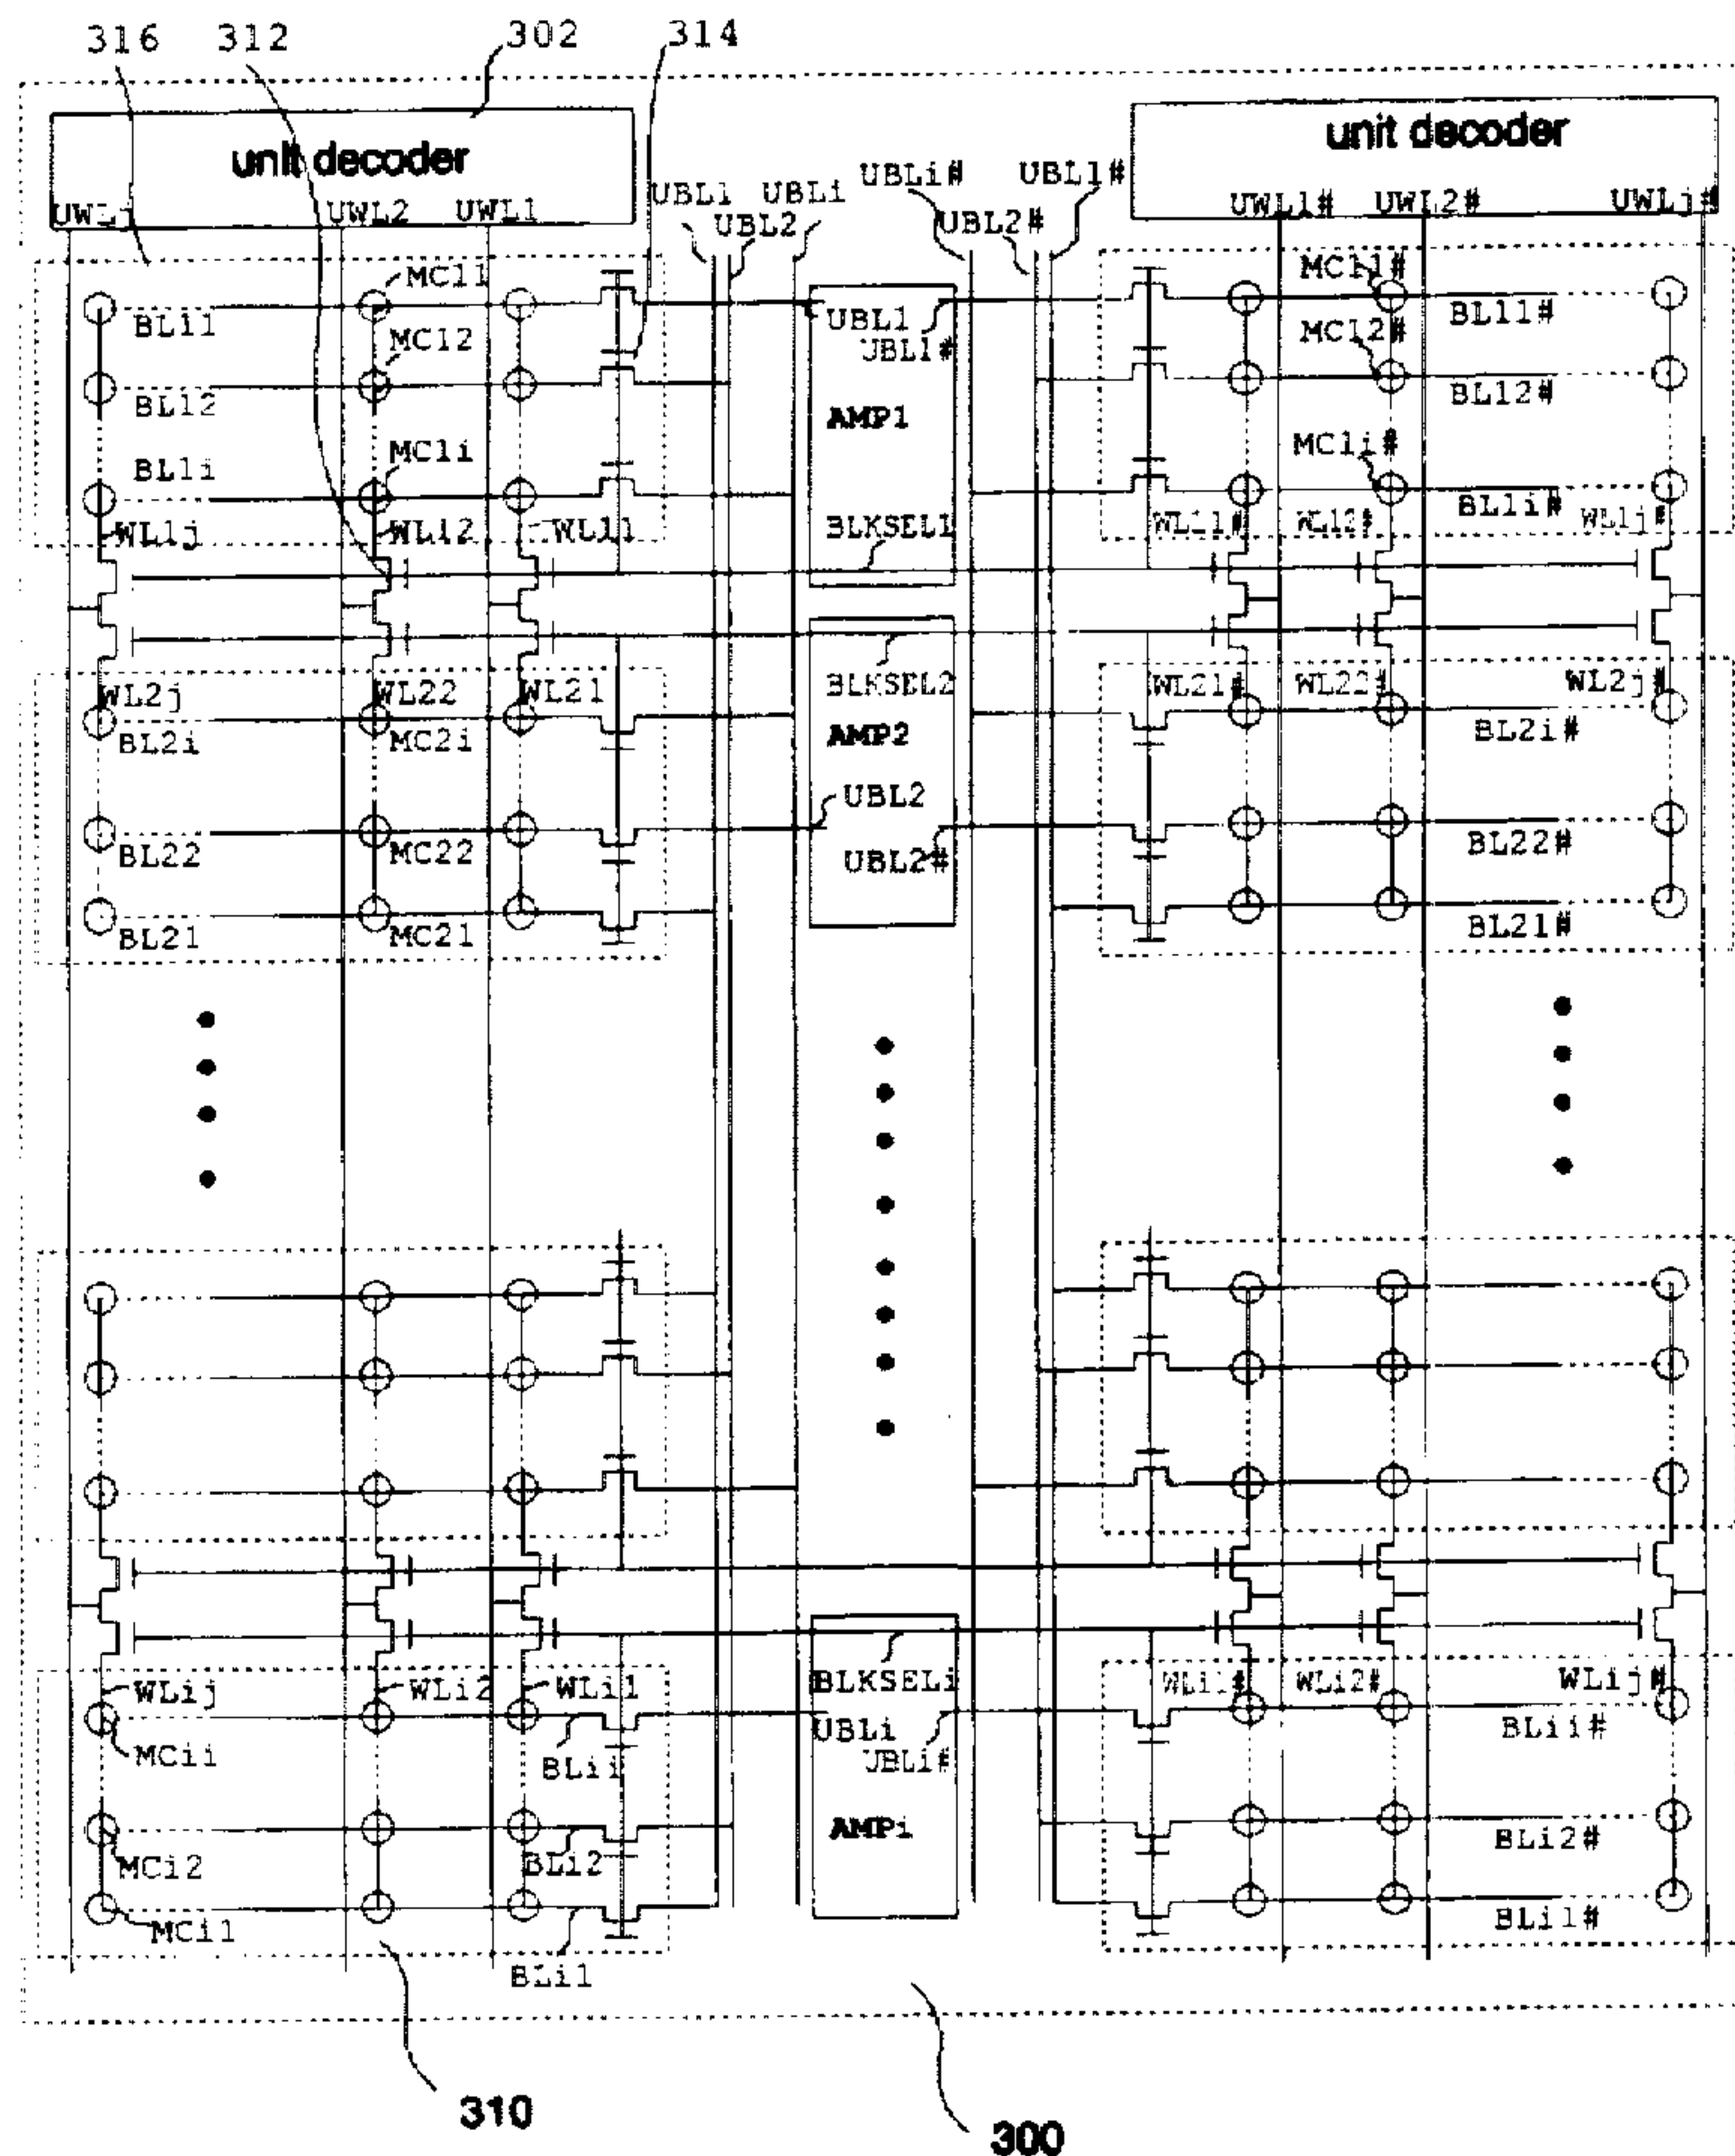 316 312 302 314
unit decoder unit decoder
UWLj UWL2 UWL1 UBL1 UBL2 UBLi UBLi# UBL2# UBL1# UWL1# UWL2# UWLj#
MC11 MC11#
BLi1 UBL1 UBL1# BL11#
MC12 MC12#
BL12 AMP1 BL12#
MC1i MC1i#
BL1i BLKSEL1 BL1i#
WL1j WLi2 WL11 WL11# WL12# WL1j#
WL2j WL22 WL21 BLKSEL2 WL21# WL22# WL2j#
BL2i MC2i AMP2 BL2i#
UBL2
BL22 MC22 UBL2# BL22#
BL21 MC21 BL21#
WLij WLi2 WLi1 BLKSELi WLi1# WLi2# WLij#
MCii BLii UBLi UBLi# BLii#
MCi2 BLi2 AMPi BLi2#
MCi1 BLi1 BLi1#
310 300